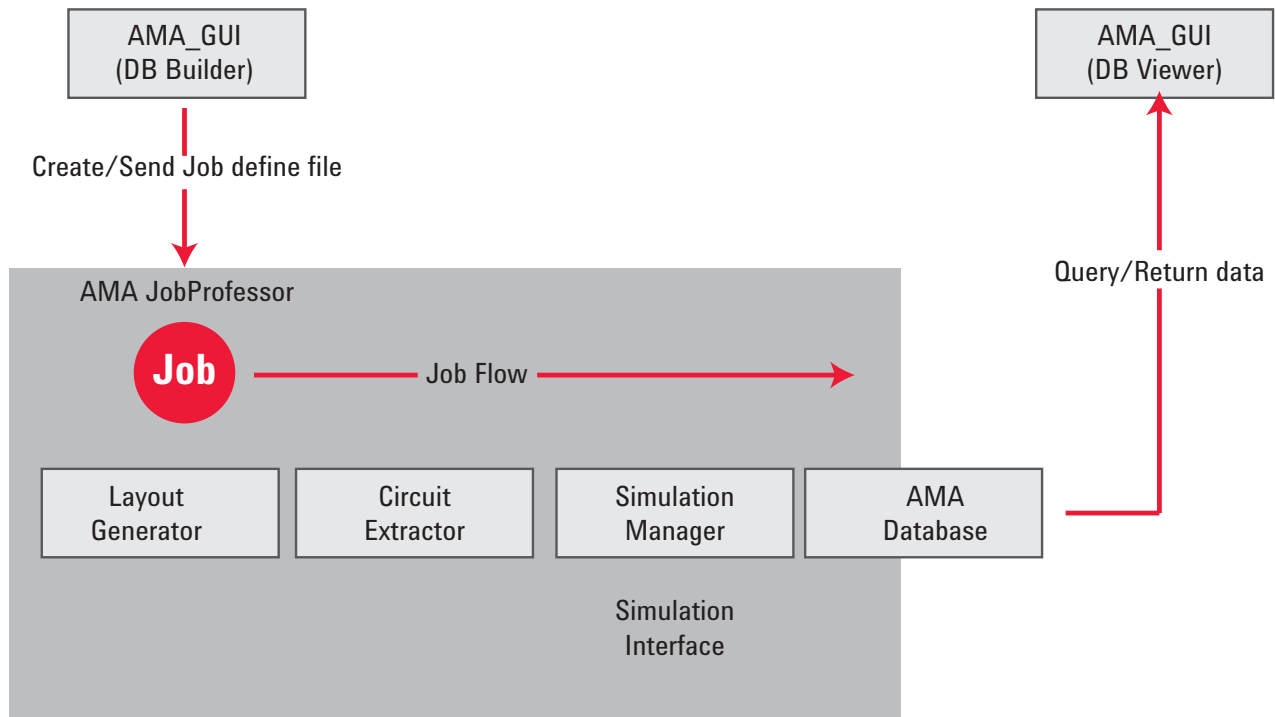 AMA_GUI
(DB Builder)
AMA_GUI
(DB Viewer)
Create/Send Job define file
Query/Return data
AMA JobProfessor
Job
Job Flow
Layout
Generator
Circuit
Extractor
Simulation
Manager
AMA
Database
Simulation
Interface